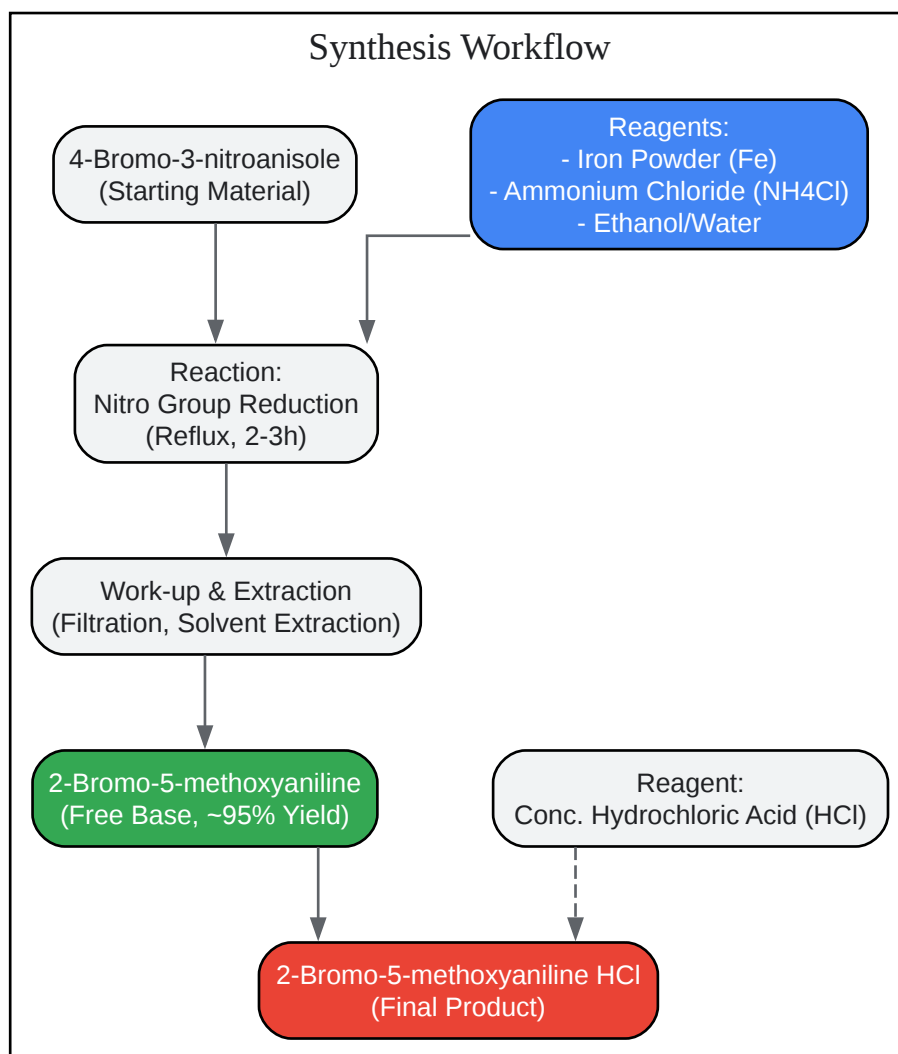 Synthesis Workflow
4-Bromo-3-nitroanisole
(Starting Material)
Reagents:
- Iron Powder (Fe)
- Ammonium Chloride (NH4Cl)
- Ethanol/Water
Reaction:
Nitro Group Reduction
(Reflux, 2-3h)
Work-up & Extraction
(Filtration, Solvent Extraction)
2-Bromo-5-methoxyaniline
(Free Base, ~95% Yield)
Reagent:
Conc. Hydrochloric Acid (HCl)
2-Bromo-5-methoxyaniline HCl
(Final Product)